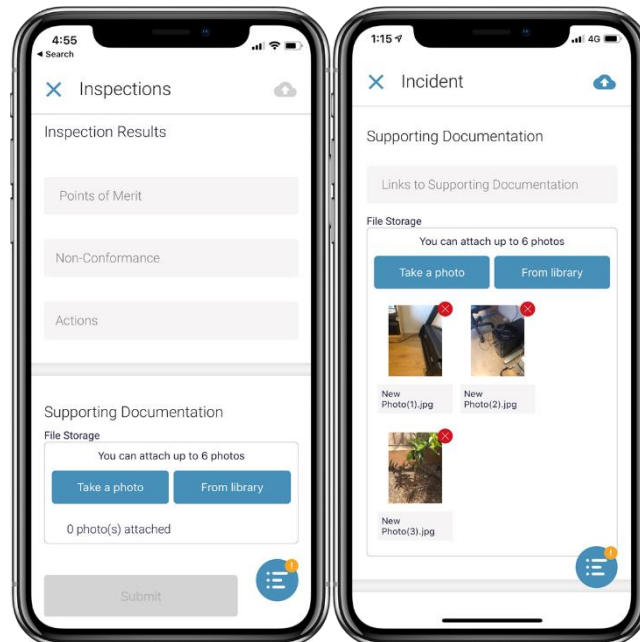 4:55
Search
Inspections
Inspection Results
Points of Merit
Non-Conformance
Actions
Supporting Documentation
File Storage
You can attach up to 6 photos
Take a photo
From library
0 photo(s) attached
Submit
1:15
4G
Incident
Supporting Documentation
Links to Supporting Documentation
File Storage
You can attach up to 6 photos
Take a photo
From library
New
Photo(1).jpg
New
Photo(2).jpg
New
Photo(3).jpg